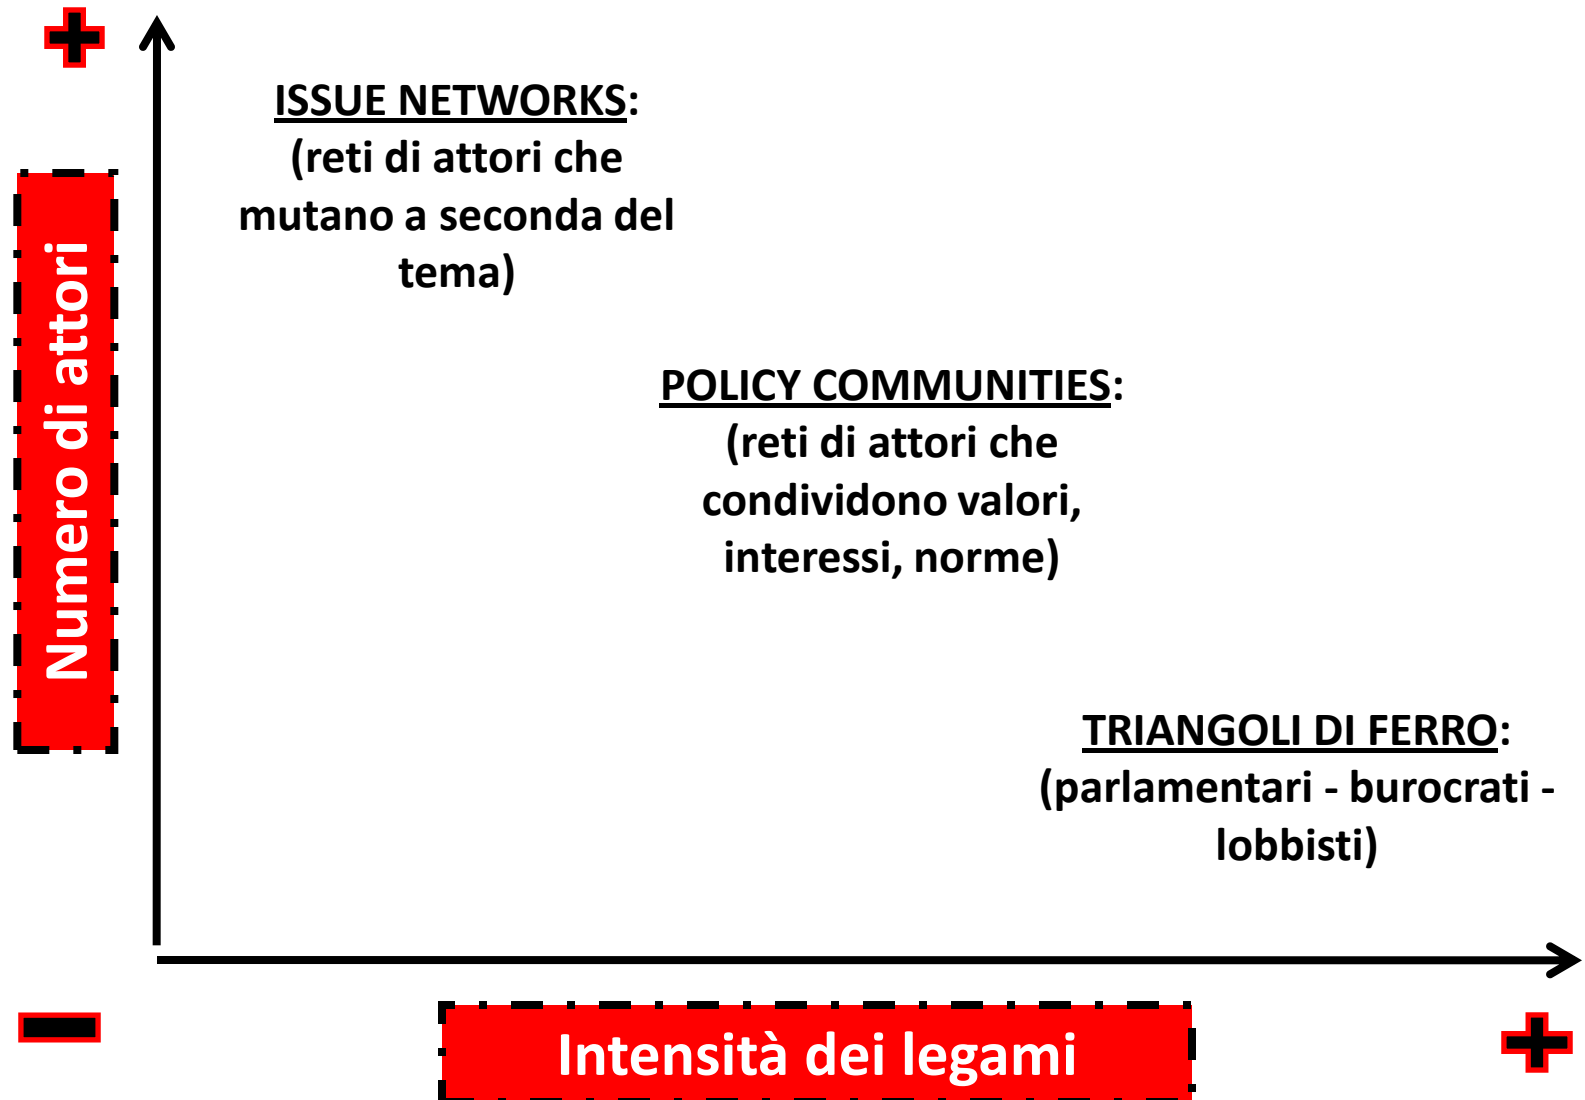 ISSUE NETWORKS:
(reti di attori che
mutano a seconda del
tema)
Numero di attori
POLICY COMMUNITIES:
(reti di attori che
condividono valori,
interessi, norme)
TRIANGOLI DI FERRO:
(parlamentari - burocrati -
lobbisti)
Intensità dei legami